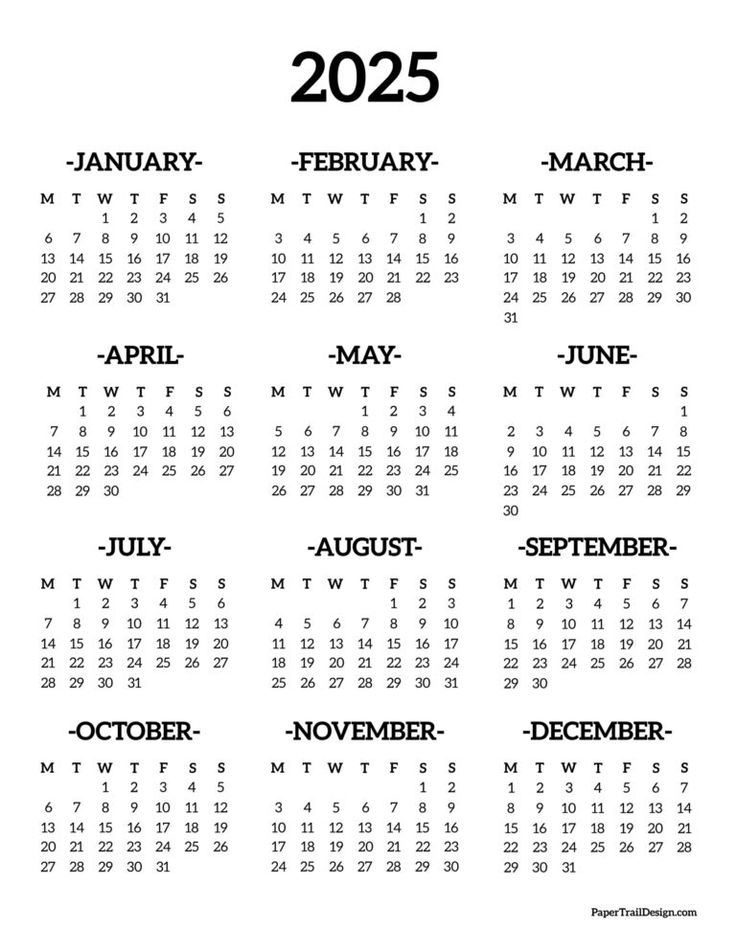 2025
-JANUARY- -FEBRUARY- -MARCH-
M T W T F S S M T W T F S S M T W T F S S
1 2 3 4 5 1 2 1 2
6 7 8 9 10 11 12 3 4 5 6 7 8 9 3 4 5 6 7 8 9
13 14 15 16 17 18 19 10 11 12 13 14 15 16 10 11 12 13 14 15 16
20 21 22 23 24 25 26 17 18 19 20 21 22 23 17 18 19 20 21 22 23
27 28 29 30 31 24 25 26 27 28 24 25 26 27 28 29 30
31
-APRIL- -MAY- -JUNE-
M T W T F S S M T W T F S S M T W T F S S
1 2 3 4 5 6 1 2 3 4 1
7 8 9 10 11 12 13 5 6 7 8 9 10 11 2 3 4 5 6 7 8
14 15 16 17 18 19 20 12 13 14 15 16 17 18 9 10 11 12 13 14 15
21 22 23 24 25 26 27 19 20 21 22 23 24 25 16 17 18 19 20 21 22
28 29 30 26 27 28 29 30 31 23 24 25 26 27 28 29
30
-JULY- -AUGUST- -SEPTEMBER-
M T W T F S S M T W T F S S M T W T F S S
1 2 3 4 5 6 1 2 3 1 2 3 4 5 6 7
7 8 9 10 11 12 13 4 5 6 7 8 9 10 8 9 10 11 12 13 14
14 15 16 17 18 19 20 11 12 13 14 15 16 17 15 16 17 18 19 20 21
21 22 23 24 25 26 27 18 19 20 21 22 23 24 22 23 24 25 26 27 28
28 29 30 31 25 26 27 28 29 30 31 29 30
-OCTOBER- -NOVEMBER- -DECEMBER-
M T W T F S S M T W T F S S M T W T F S S
1 2 3 4 5 1 2 1 2 3 4 5 6 7
6 7 8 9 10 11 12 3 4 5 6 7 8 9 8 9 10 11 12 13 14
13 14 15 16 17 18 19 10 11 12 13 14 15 16 15 16 17 18 19 20 21
20 21 22 23 24 25 26 17 18 19 20 21 22 23 22 23 24 25 26 27 28
27 28 29 30 31 24 25 26 27 28 29 30 29 30 31
PaperTrailDesign.com